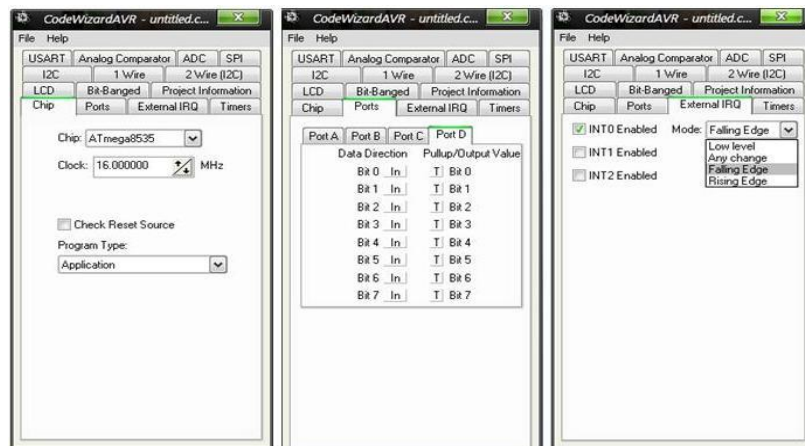 CodeWizardAVR - untitled.c...
File Help
USART Analog Comparator ADC SPI
I2C 1 Wire 2 Wire (I2C)
LCD Bit-Banged Project Information
Chip Ports External IRQ Timers
Chip: ATmega8535
Clock: 16.000000 MHz
Check Reset Source
Program Type:
Application
CodeWizardAVR - untitled.c...
File Help
USART Analog Comparator ADC SPI
I2C 1 Wire 2 Wire (I2C)
LCD Bit-Banged Project Information
Chip Ports External IRQ Timers
Port A Port B Port C Port D
Data Direction Pullup/Output Value
Bit 0 In T Bit 0
Bit 1 In T Bit 1
Bit 2 In T Bit 2
Bit 3 In T Bit 3
Bit 4 In T Bit 4
Bit 5 In T Bit 5
Bit 6 In T Bit 6
Bit 7 In T Bit 7
CodeWizardAVR - untitled.c...
File Help
USART Analog Comparator ADC SPI
I2C 1 Wire 2 Wire (I2C)
LCD Bit-Banged Project Information
Chip Ports External IRQ Timers
INT0 Enabled Mode: Falling Edge
Low level
INT1 Enabled Any change
Falling Edge
INT2 Enabled Rising Edge